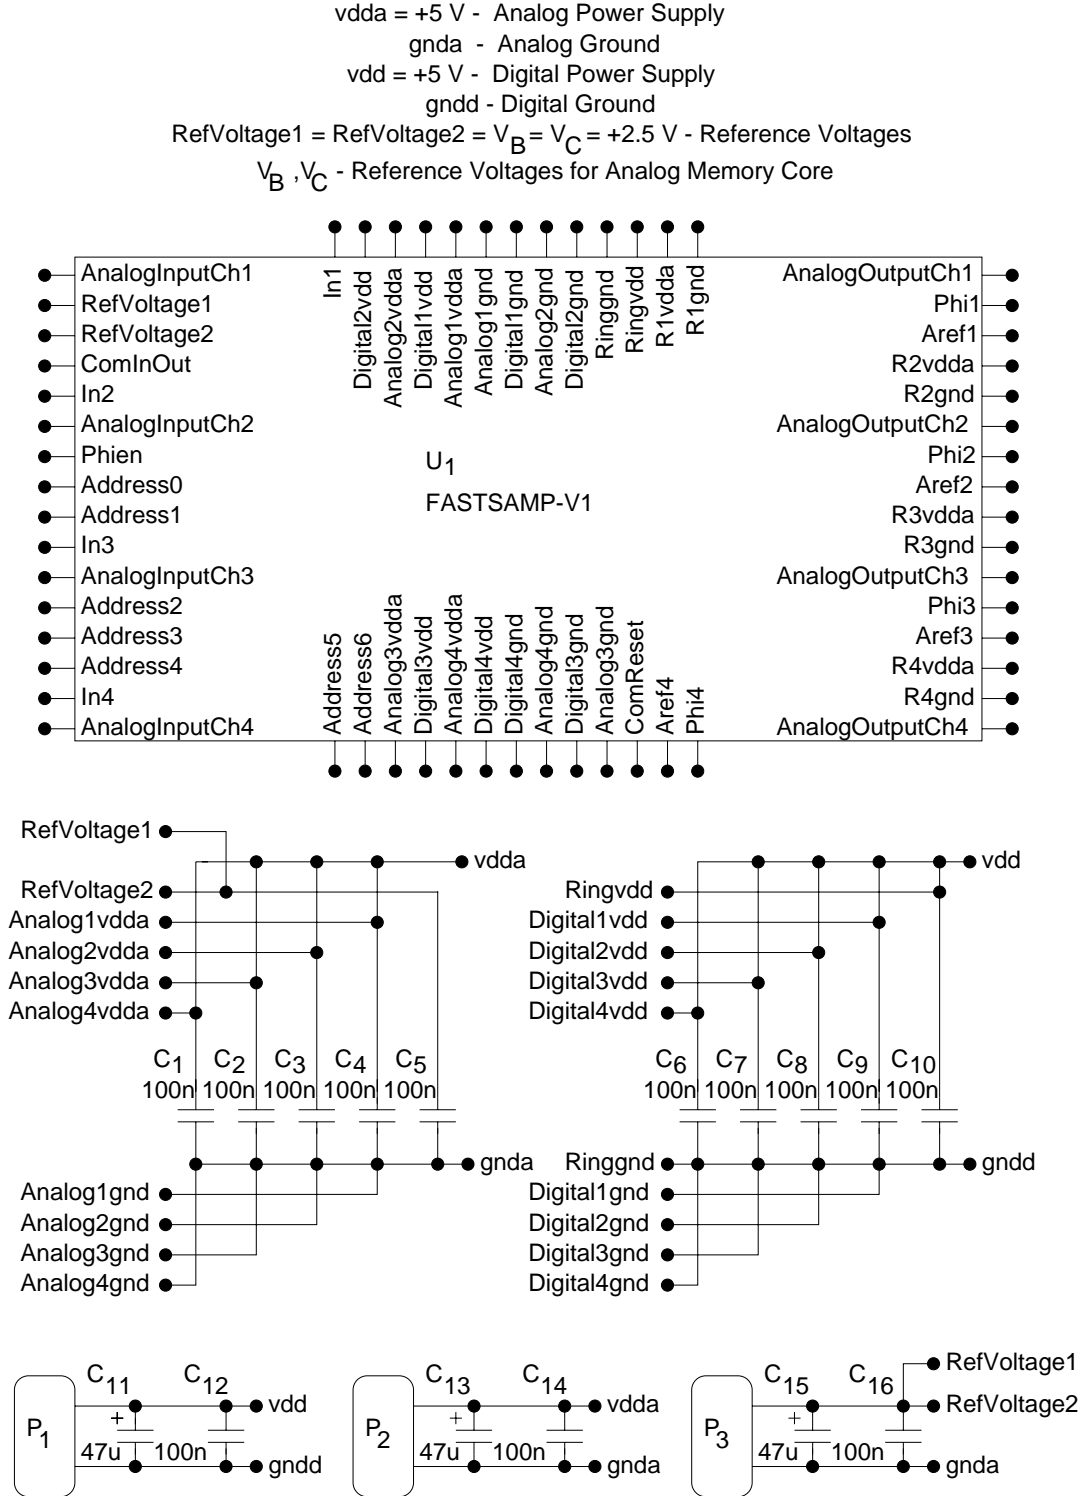 vdda = +5 V - Analog Power Supply
gnda - Analog Ground
vdd = +5 V - Digital Power Supply
gndd - Digital Ground
RefVoltage1 = RefVoltage2 = VB = VC = +2.5 V - Reference Voltages
VB ,VC - Reference Voltages for Analog Memory Core
In1
Digital2vdd
Analog2vdda
Digital1vdd
Analog1vdda
Analog1gnd
Digital1gnd
Analog2gnd
Digital2gnd
Ringgnd
Ringvdd
R1vdda
R1gnd
AnalogInputCh1
RefVoltage1
RefVoltage2
ComInOut
In2
AnalogInputCh2
Phien
Address0
Address1
In3
AnalogInputCh3
Address2
Address3
Address4
In4
AnalogInputCh4
U1
FASTSAMP-V1
AnalogOutputCh1
Phi1
Aref1
R2vdda
R2gnd
AnalogOutputCh2
Phi2
Aref2
R3vdda
R3gnd
AnalogOutputCh3
Phi3
Aref3
R4vdda
R4gnd
AnalogOutputCh4
Address5
Address6
Analog3vdda
Digital3vdd
Analog4vdda
Digital4vdd
Digital4gnd
Analog4gnd
Digital3gnd
Analog3gnd
ComReset
Aref4
Phi4
RefVoltage1
vdda
RefVoltage2
Analog1vdda
Analog2vdda
Analog3vdda
Analog4vdda
C1 C2 C3 C4 C5
100n 100n 100n 100n 100n
gnda
Analog1gnd
Analog2gnd
Analog3gnd
Analog4gnd
vdd
Ringvdd
Digital1vdd
Digital2vdd
Digital3vdd
Digital4vdd
C6 C7 C8 C9 C10
100n 100n 100n 100n 100n
Ringgnd
gndd
Digital1gnd
Digital2gnd
Digital3gnd
Digital4gnd
P1
C11 C12
vdd
+
47u 100n
gndd
P2
C13 C14
vdda
+
47u 100n
gnda
P3
C15 C16
RefVoltage1
RefVoltage2
+
47u 100n
gnda